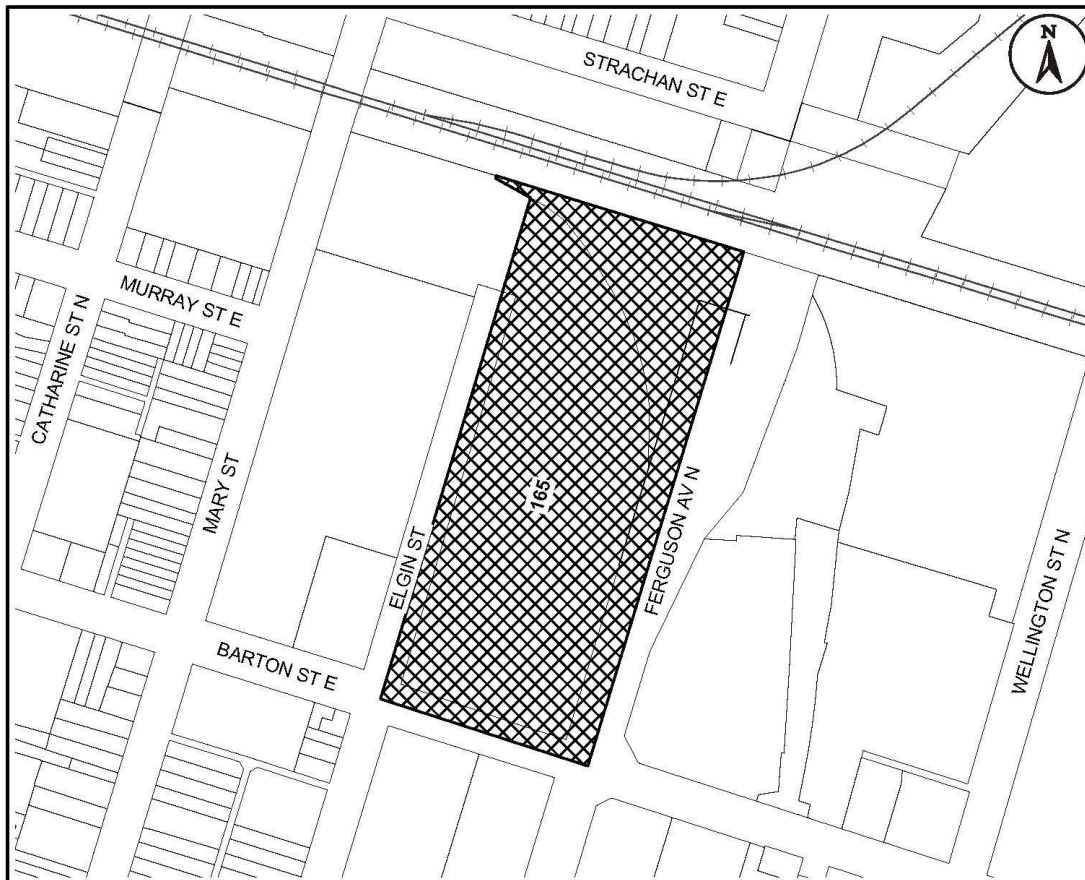 N
STRACHAN ST E
MURRAY ST E
CATHARINE ST N
MARY ST
165
ELGIN ST
FERGUSON AV N
WELLINGTON ST N
BARTON ST E